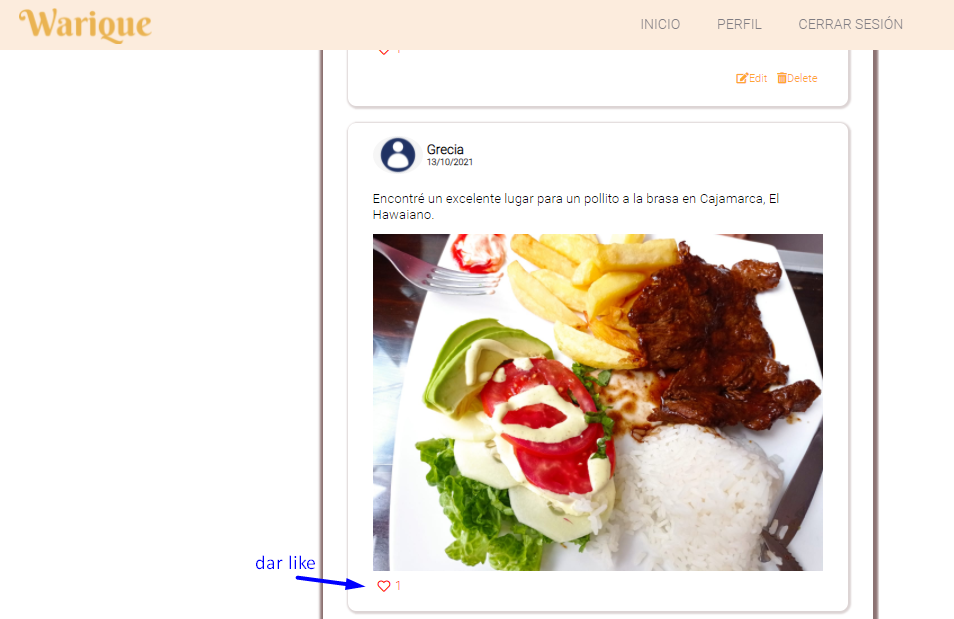 Warique
INICIO PERFIL CERRAR SESIÓN
1
Edit Delete
Grecia
13/10/2021
Encontré un excelente lugar para un pollito a la brasa en Cajamarca, El
Hawaiano.
dar like
1